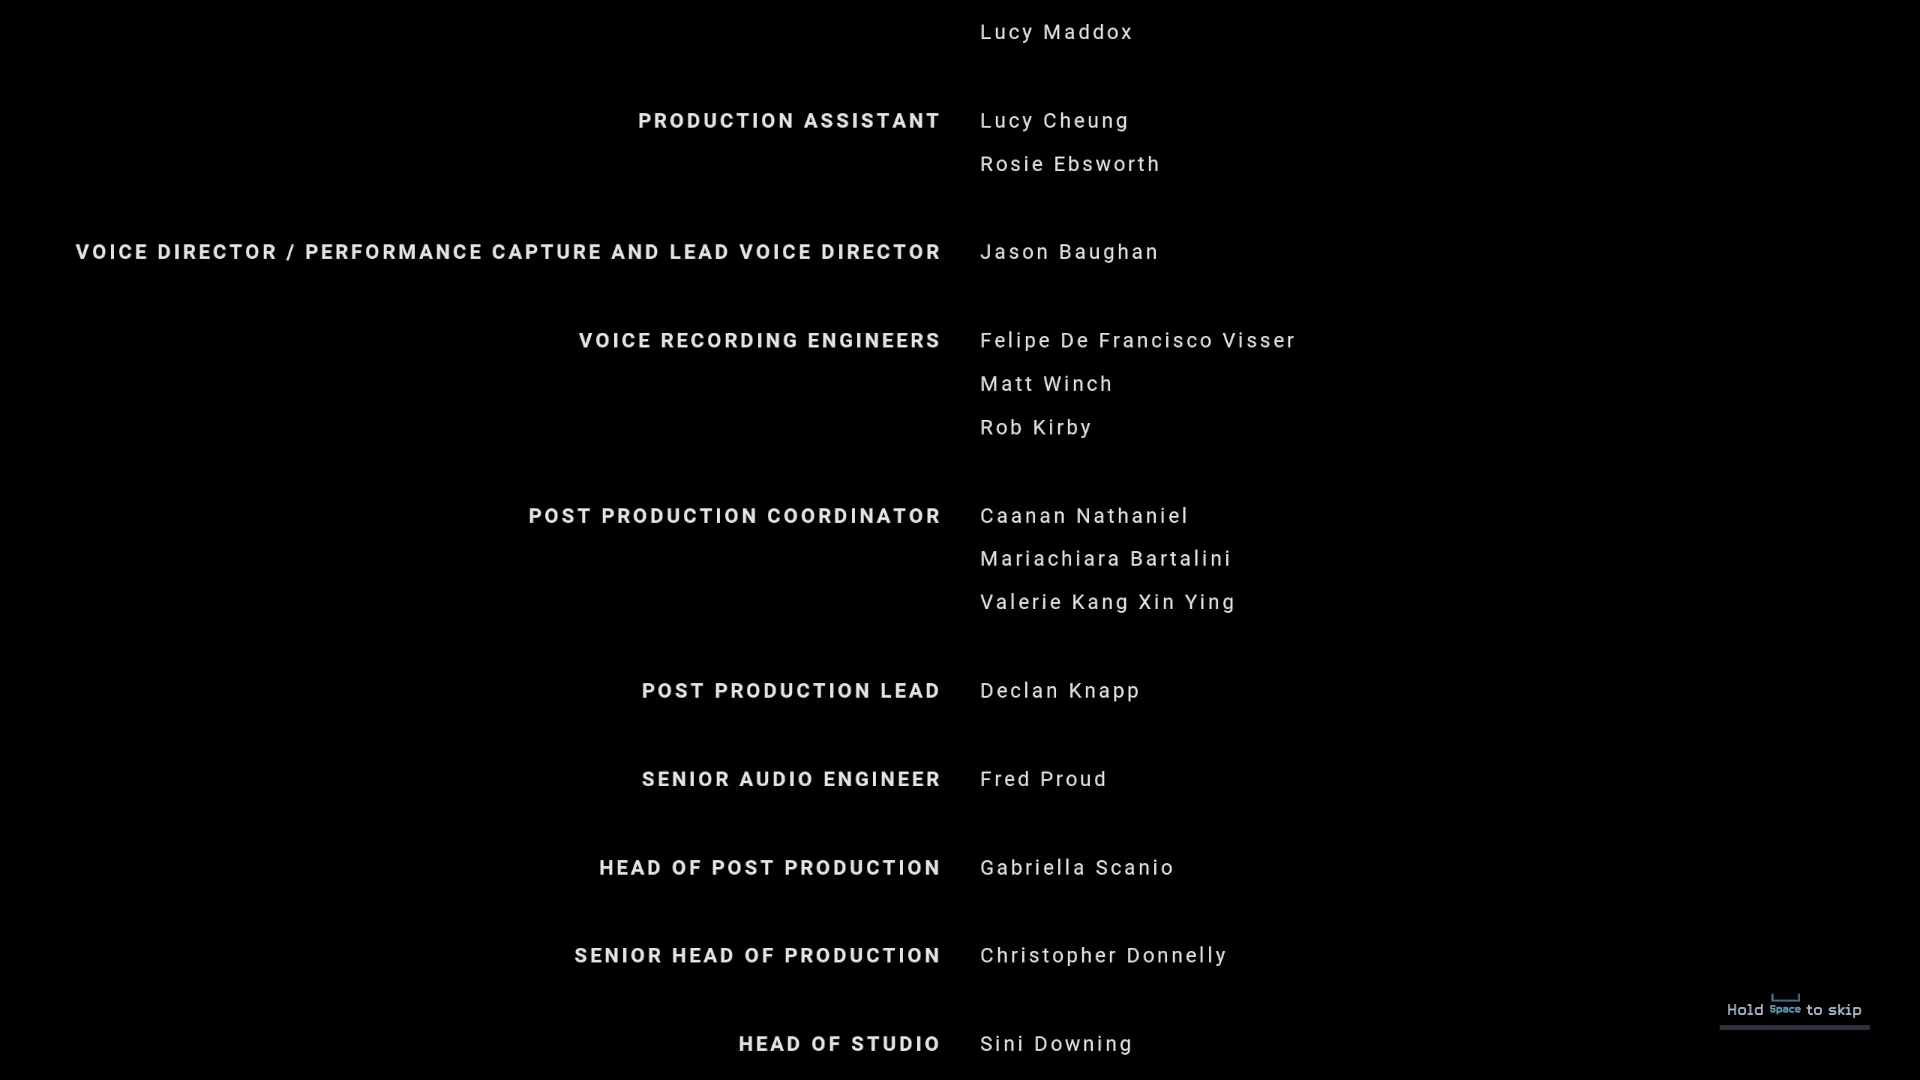 Lucy Maddox
PRODUCTION ASSISTANT Lucy Cheung
Rosie Ebsworth
VOICE DIRECTOR / PERFORMANCE CAPTURE AND LEAD VOICE DIRECTOR Jason Baughan
VOICE RECORDING ENGINEERS Felipe De Francisco Visser
Matt Winch
Rob Kirby
POST PRODUCTION COORDINATOR Caanan Nathaniel
Mariachiara Bartalini
Valerie Kang Xin Ying
POST PRODUCTION LEAD Declan Knapp
SENIOR AUDIO ENGINEER Fred Proud
HEAD OF POST PRODUCTION Gabriella Scanio
SENIOR HEAD OF PRODUCTION Christopher Donnelly
HEAD OF STUDIO Sini Downing
Hold Space to skip